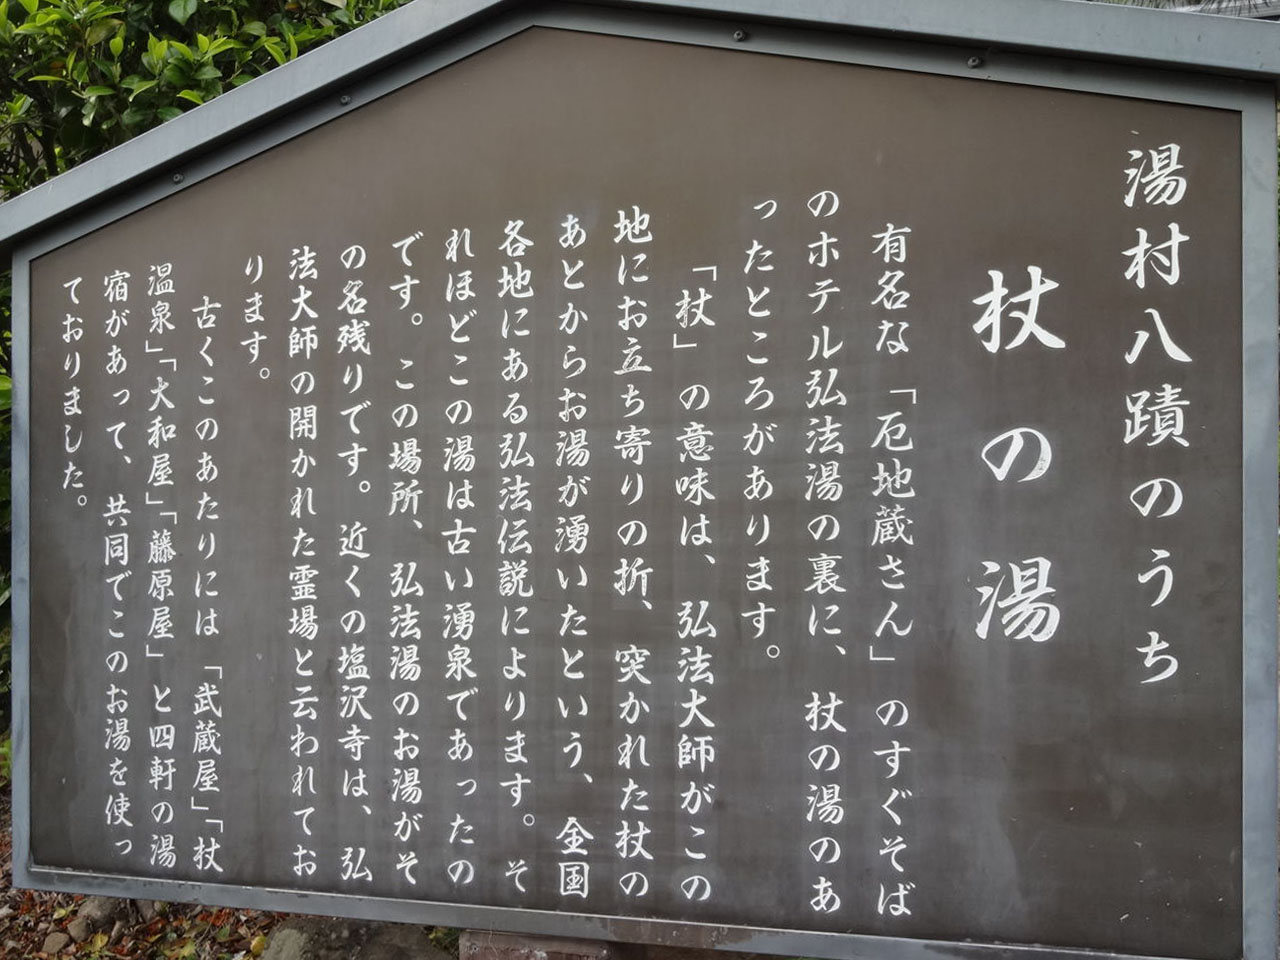 湯村八蹟のうち
杖の湯
有名な「厄地蔵さん」のすぐそば
のホテル弘法湯の裏に、杖の湯のあ
ったところがあります。
「杖」の意味は、弘法大師がこの
地にお立ち寄りの折、突かれた杖の
あとからお湯が湧いたという、全国
各地にある弘法伝説によります。そ
れほどこの湯は古い湧泉であったの
です。この場所、弘法湯のお湯がそ
の名残りです。近くの塩沢寺は、弘
法大師の開かれた霊場と云われてお
ります。
古くこのあたりには「武蔵屋」「杖
温泉」「大和屋」「藤原屋」と四軒の湯
宿があって、共同でこのお湯を使っ
ておりました。